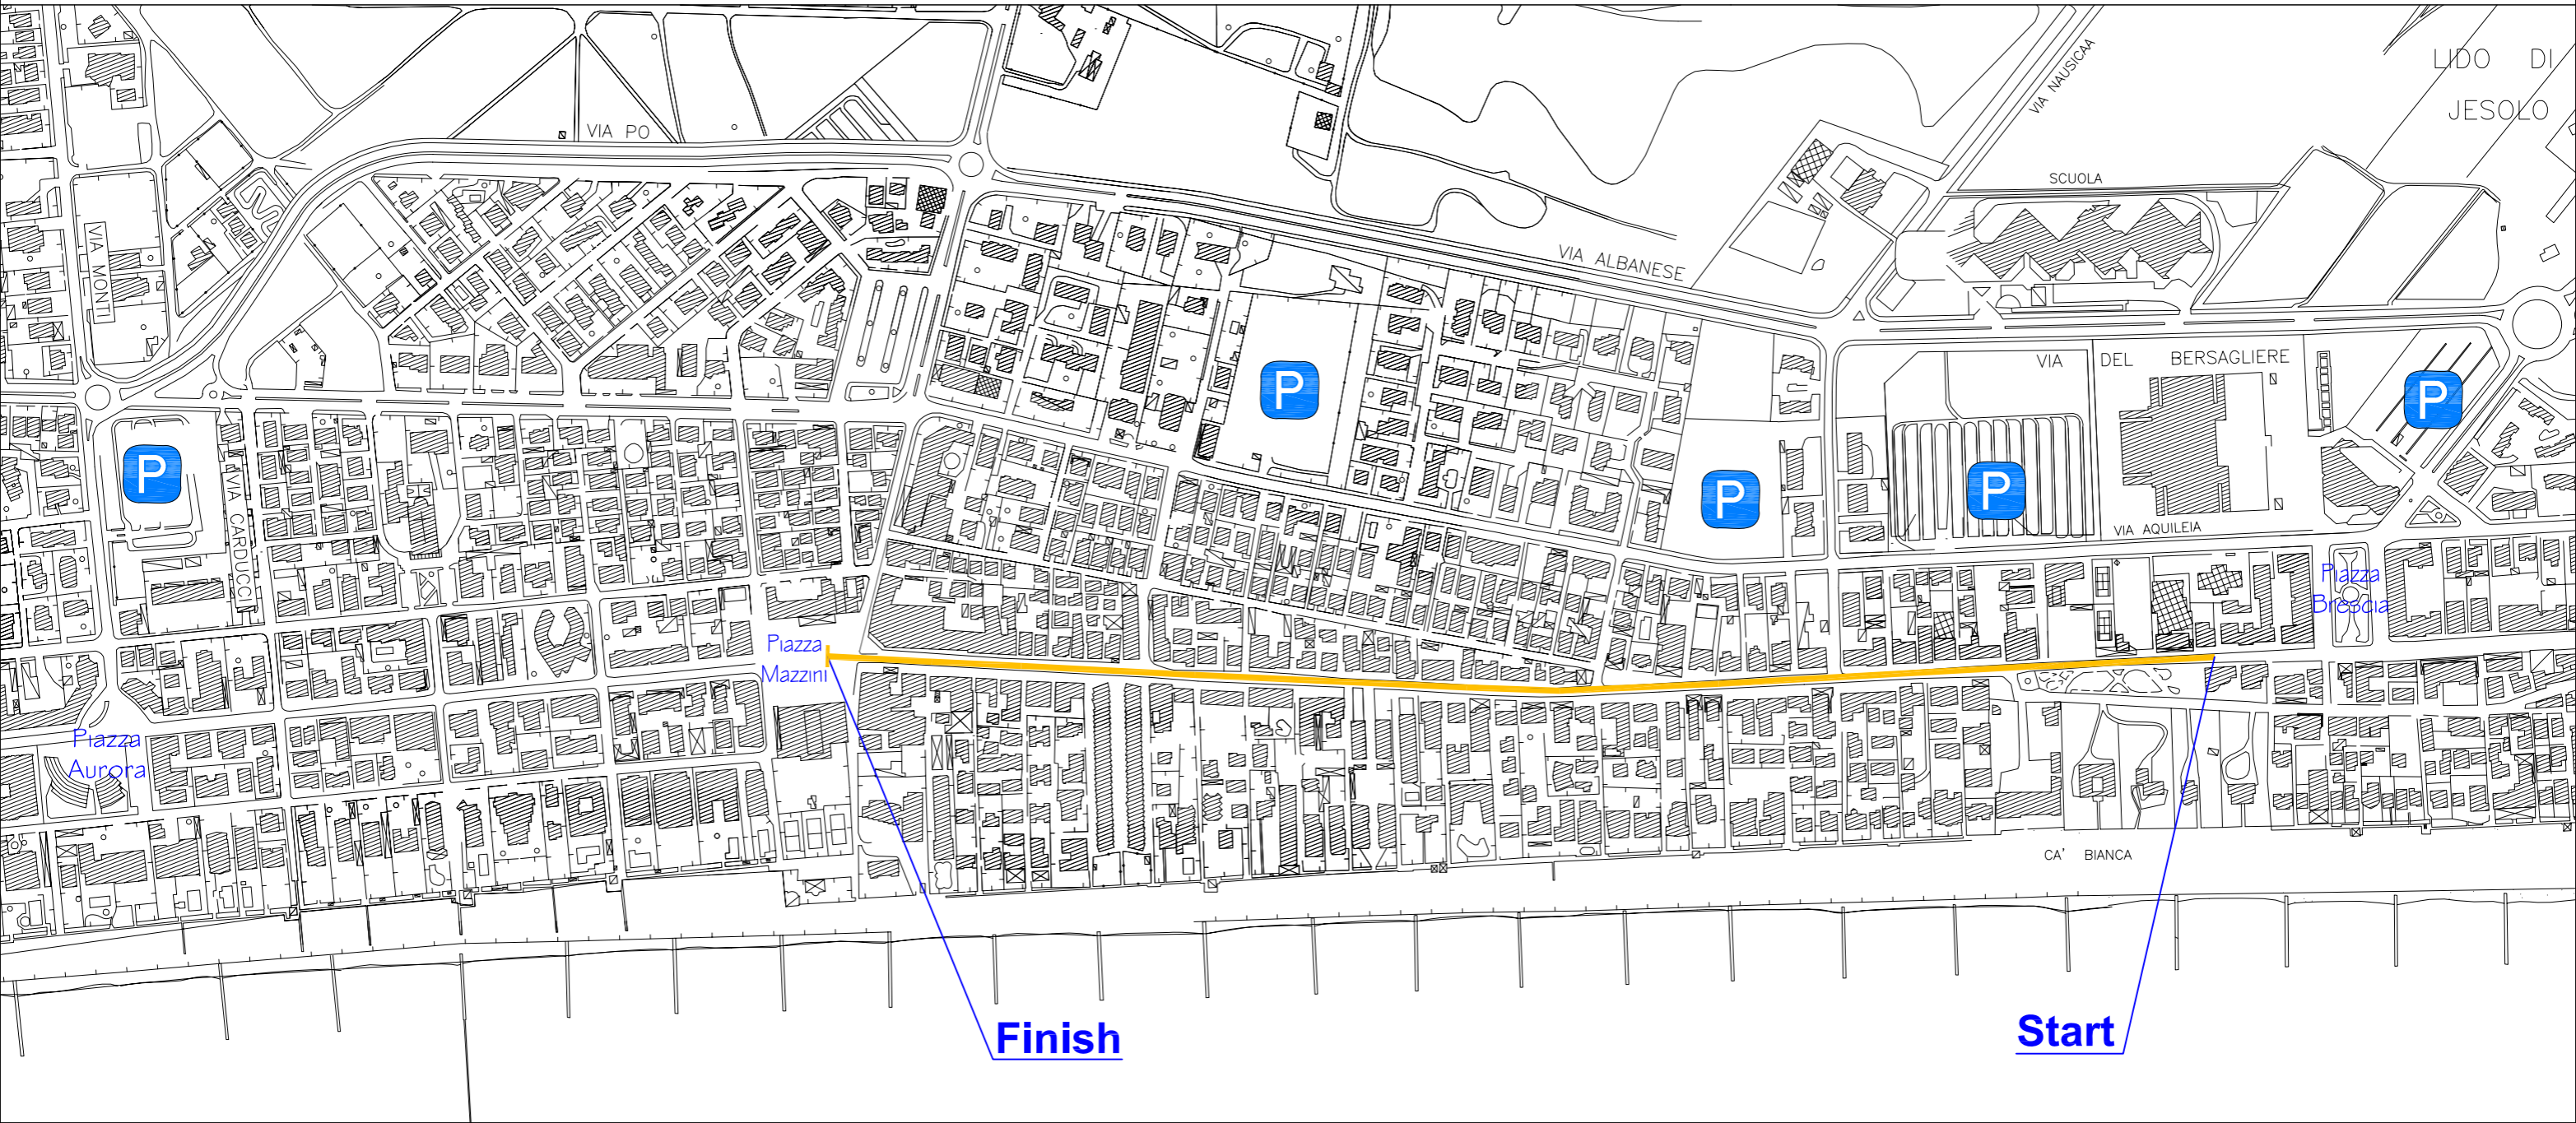 LIDO DI
JESOLO
VIA NAUSICAA
VIA PO
SCUOLA
VIA MONTI
VIA ALBANESE
VIA DEL BERSAGLIERE
P
P
P
P
P
VIA CARDUCCI
VIA AQUILEIA
Piazza
Brescia
Piazza
Mazzini
Piazza
Aurora
CA' BIANCA
Finish
Start